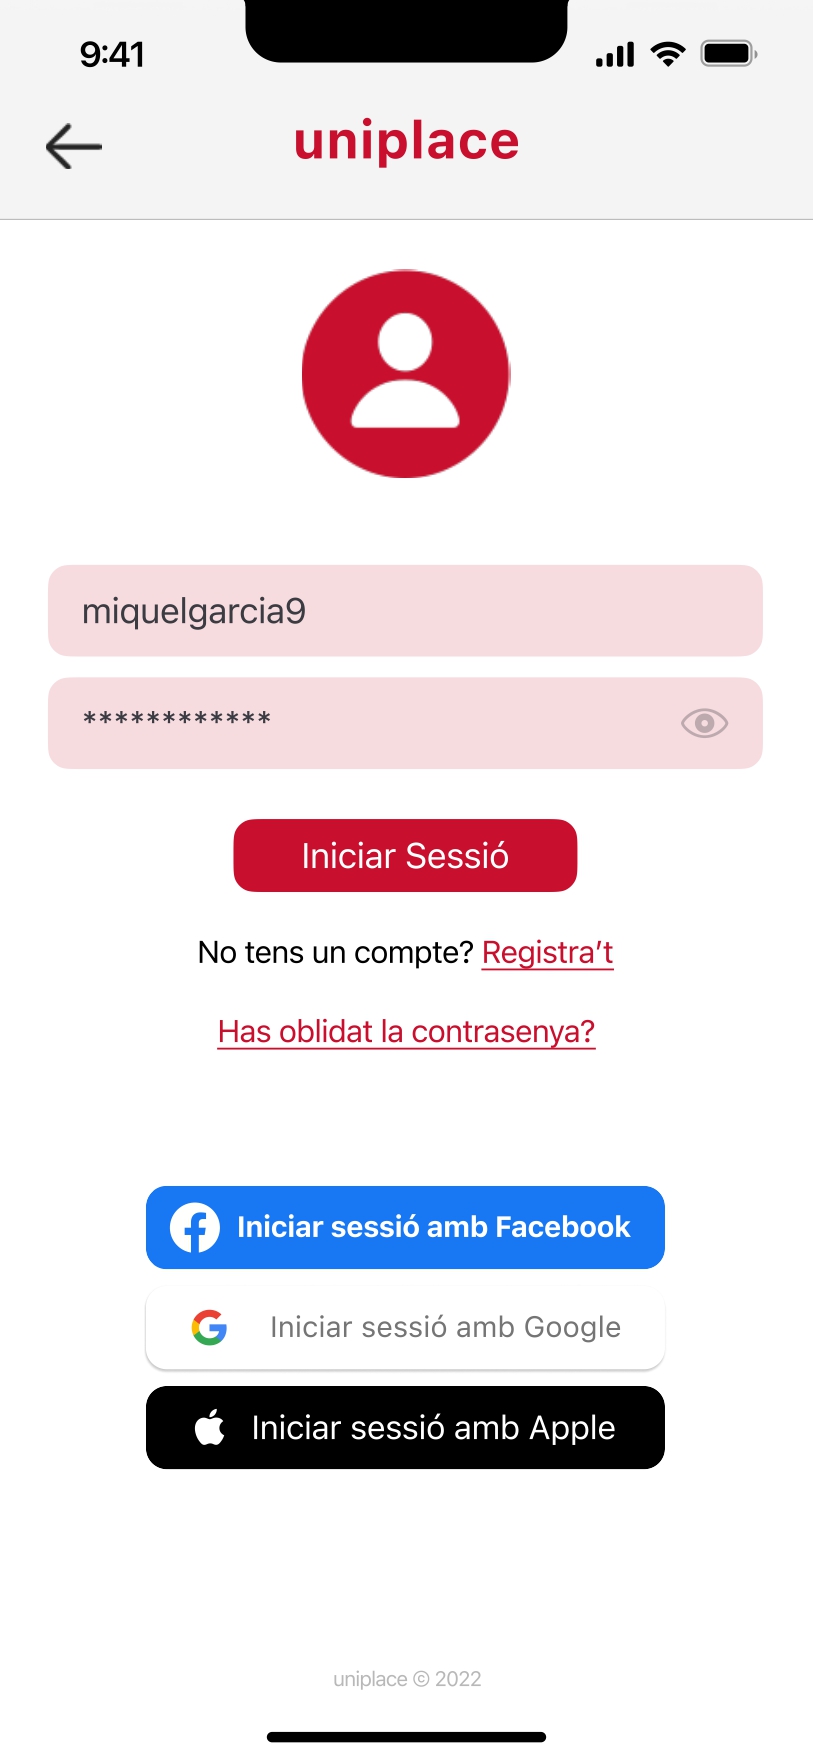 9:41
uniplace
miquelgarcia9
************
Iniciar Sessió
No tens un compte? Registra’t
Has oblidat la contrasenya?
Iniciar sessió amb Facebook
Iniciar sessió amb Google
Iniciar sessió amb Apple
uniplace © 2022